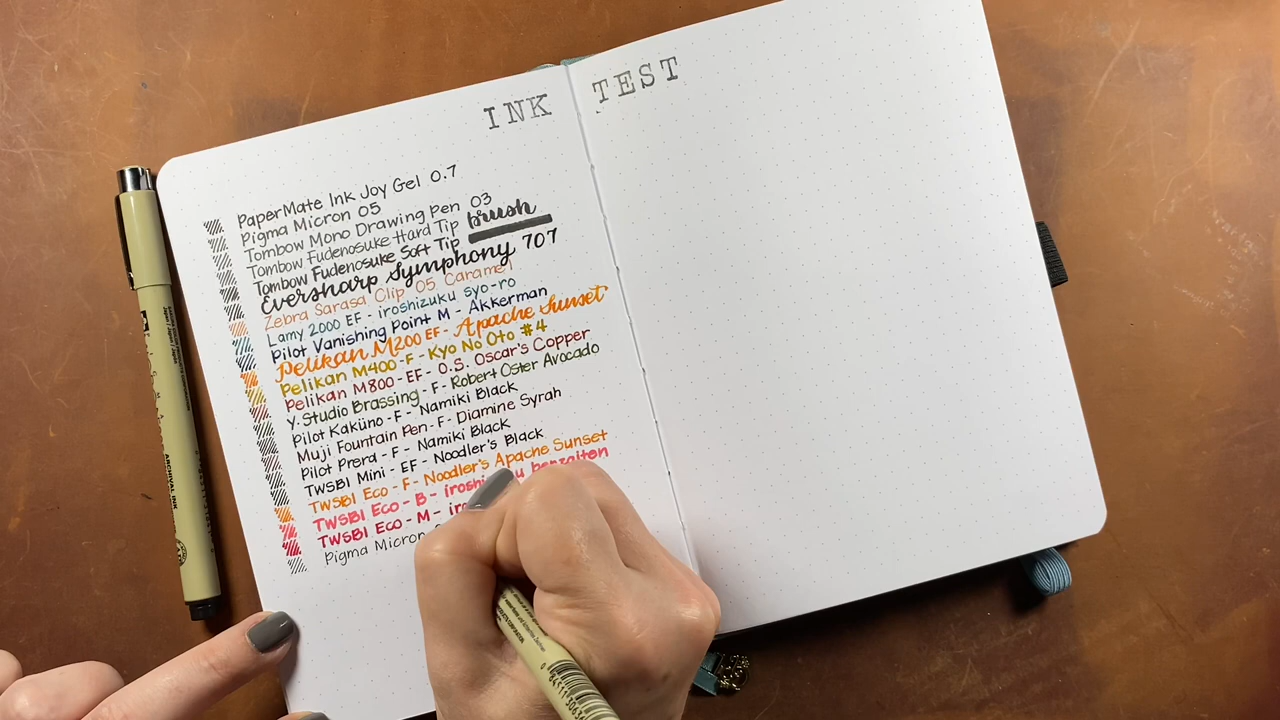 INK TEST
PaperMate Ink Joy Gel 0.7
Pigma Micron 05
Tombow Mono Drawing Pen 03
Tombow Fudenosuke Hard Tip brush
Tombow Fudenosuke Soft Tip
Eversharp Symphony 707
Zebra Sarasa Clip 05 Caramel
Lamy 2000 EF - iroshizuku syo-ro
Pilot Vanishing Point M - Akkerman
Pelikan M200 EF - Apache Sunset
Pelikan M400 - F - Kyo No Oto #4
Pelikan M800 - EF - O.S. Oscar's Copper
Y. Studio Brassing - F - Robert Oster Avocado
Pilot Kaküno - F - Namiki Black
Muji Fountain Pen - F - Diamine Syrah
Pilot Prera - F - Namiki Black
TWSBI Mini - EF - Noodler's Black
TWSBI Eco - F - Noodler's Apache Sunset
TWSBI Eco - B - benzaiten
TWSBI Eco - M -
Pigma Micron
ARCHIVAL INK